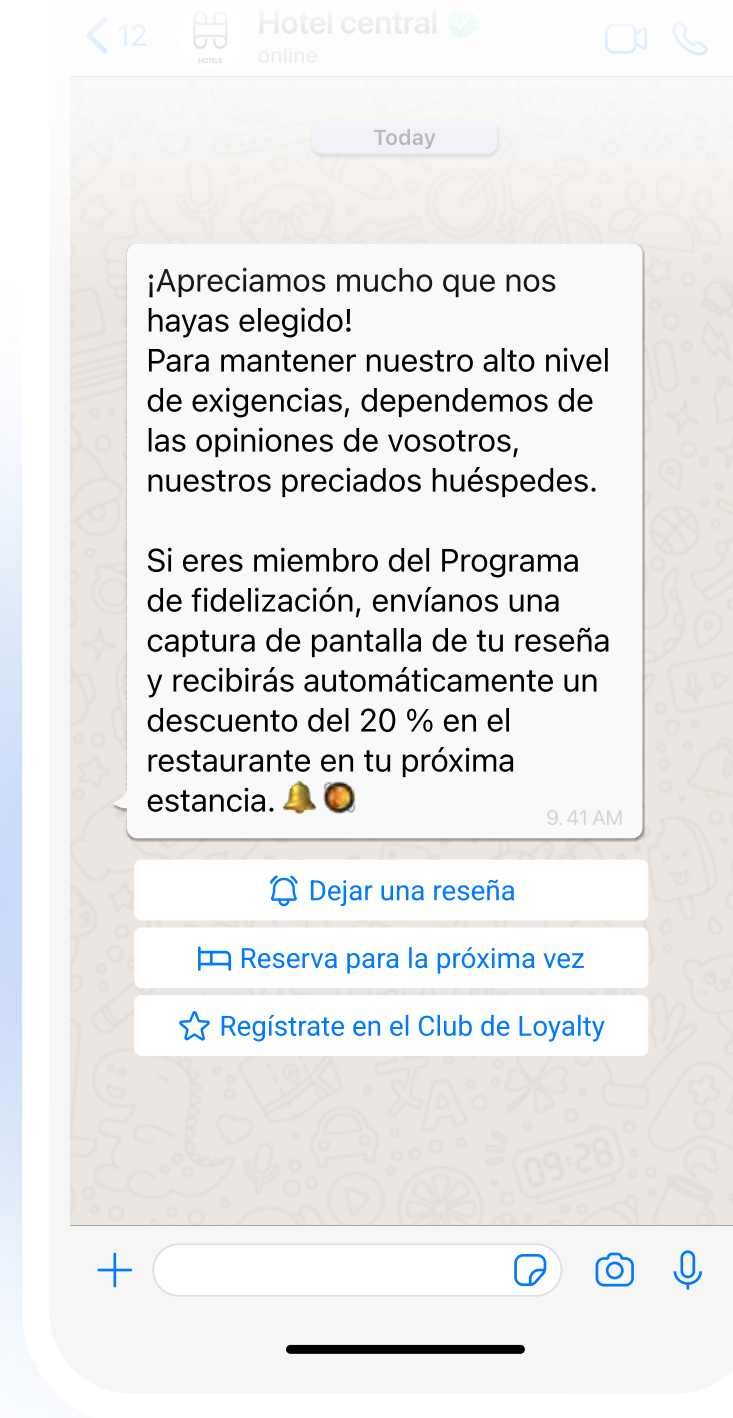 12
Hotel central
HOTELS
online
Today
¡Apreciamos mucho que nos
hayas elegido!
Para mantener nuestro alto nivel
de exigencias, dependemos de
las opiniones de vosotros,
nuestros preciados huéspedes.
Si eres miembro del Programa
de fidelización, envíanos una
captura de pantalla de tu reseña
y recibirás automáticamente un
descuento del 20 % en el
restaurante en tu próxima
estancia. 🔔🥘
9.41 AM
Dejar una reseña
Reserva para la próxima vez
Regístrate en el Club de Loyalty
09:28